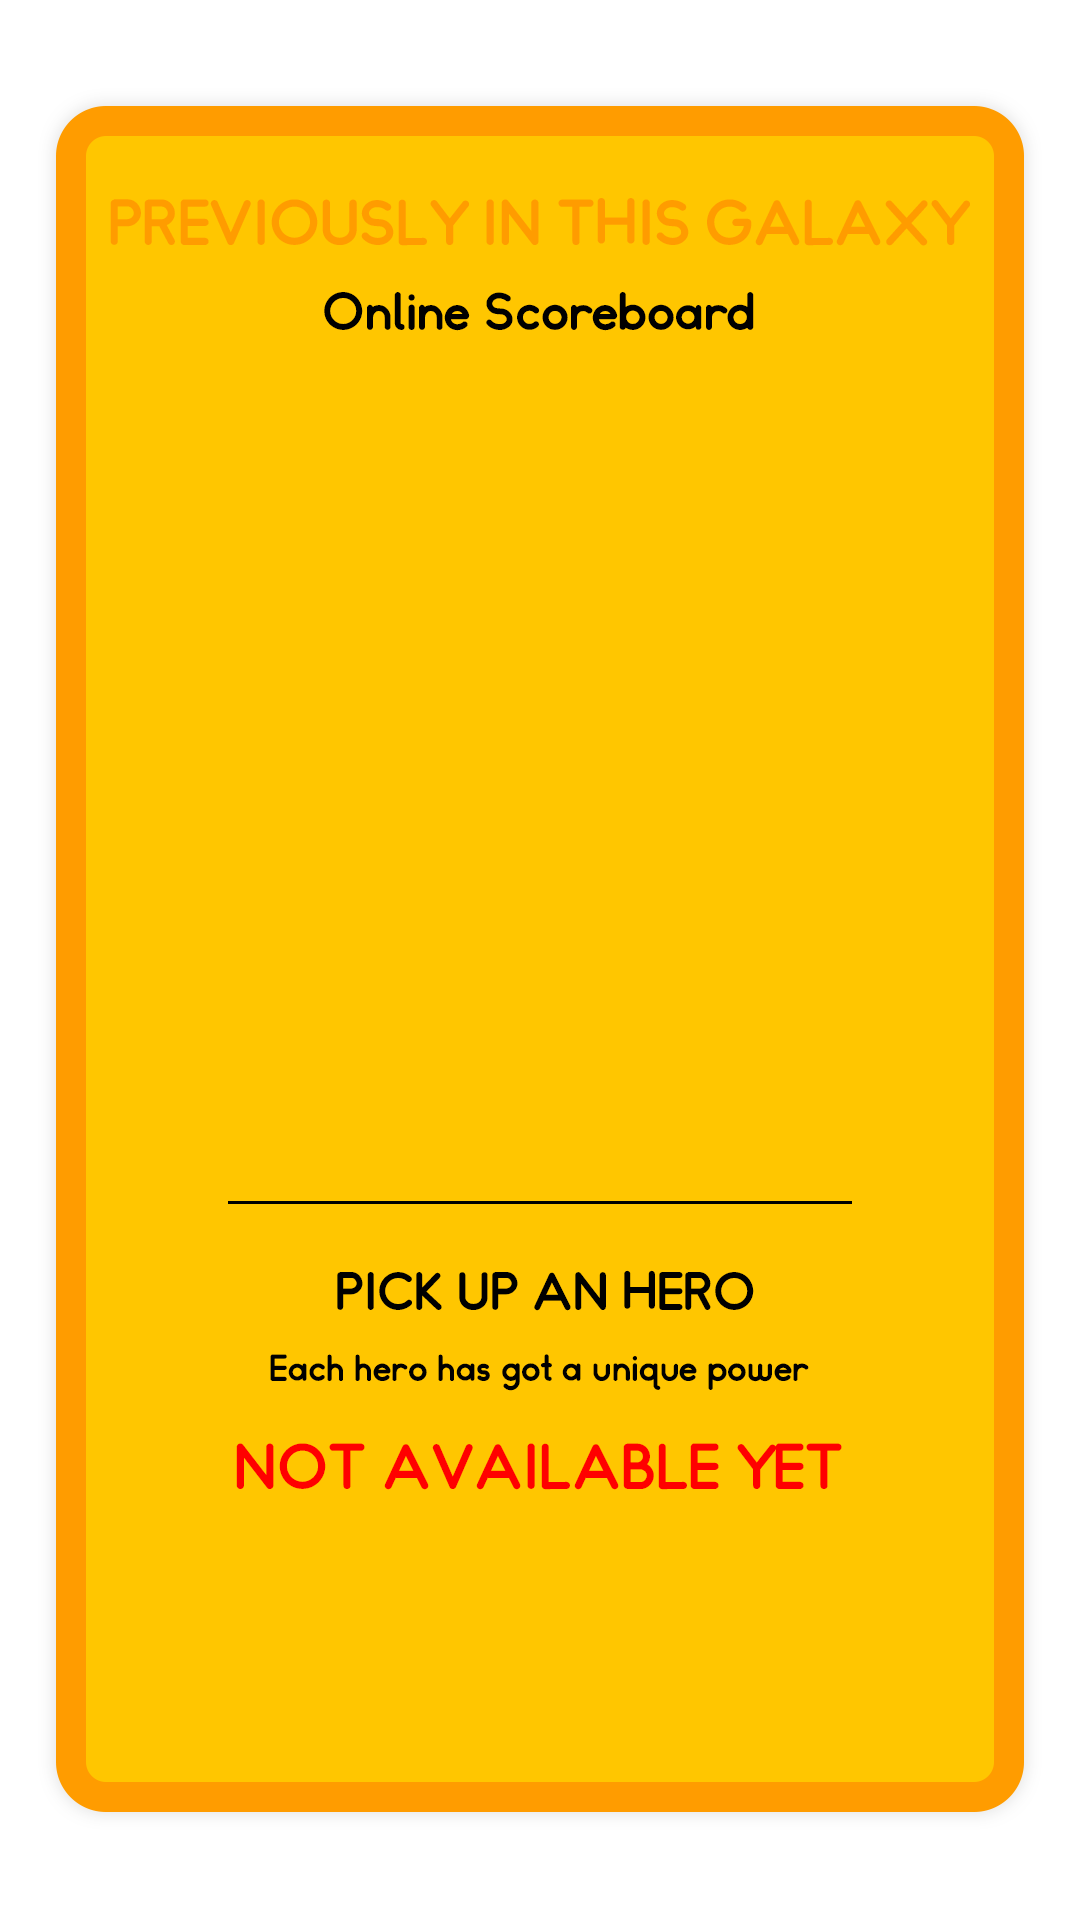 PREVIOUSLY IN THIS GALAXY
Online Scoreboard
PICK UP AN HERO
Each hero has got a unique power
NOT AVAILABLE YET